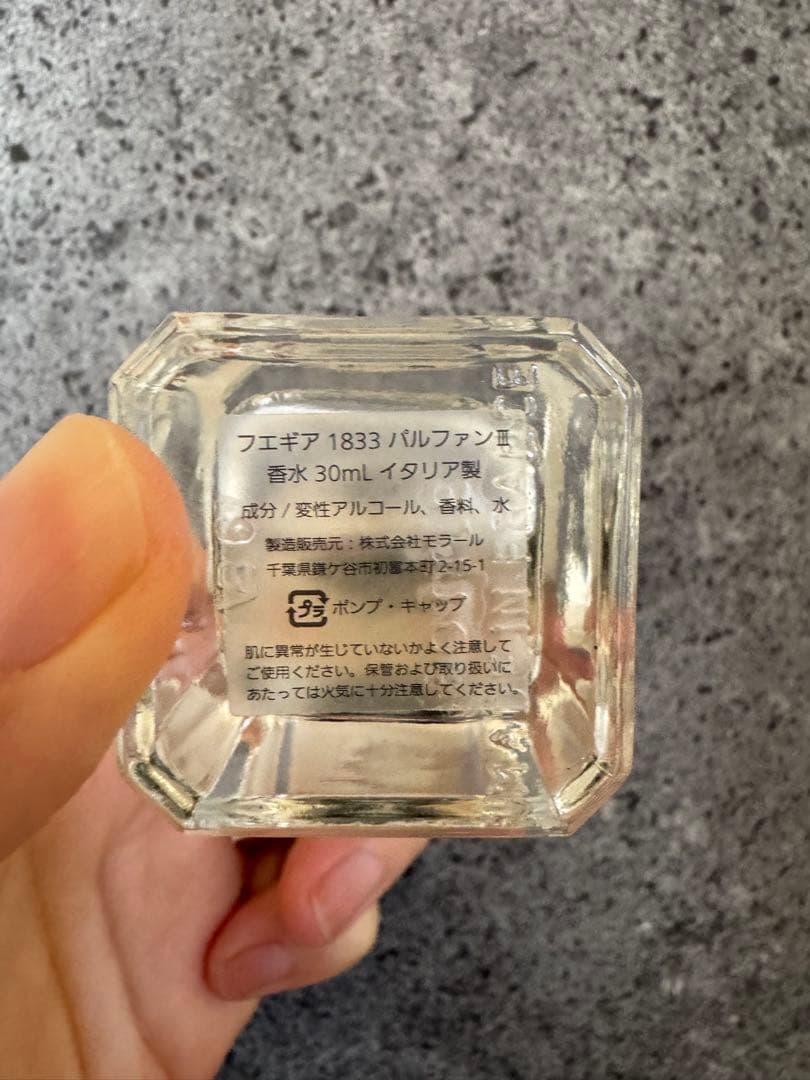 フエギア 1833 パルファンⅢ
香水 30mL イタリア製
成分 / 変性アルコール、香料、水
製造販売元：株式会社モラール
千葉県鎌ケ谷市初富本町2-15-1
プラ ポンプ・キャップ
肌に異常が生じていないかよく注意して
ご使用ください。保管および取り扱いに
あたっては火気に十分注意してください。